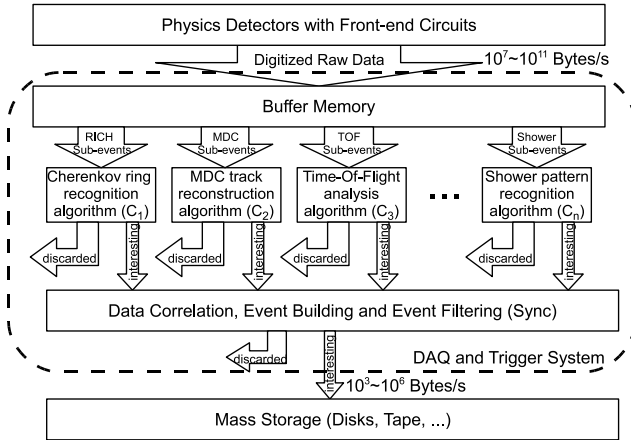 Physics Detectors with Front-end Circuits
Digitized Raw Data
10⁷~10¹¹ Bytes/s
Buffer Memory
RICH
Sub-events
MDC
Sub-events
TOF
Sub-events
Shower
Sub-events
Cherenkov ring
recognition
algorithm (C₁)
MDC track
reconstruction
algorithm (C₂)
Time-Of-Flight
analysis
algorithm (C₃)
...
Shower pattern
recognition
algorithm (Cₙ)
discarded
interesting
discarded
interesting
discarded
interesting
discarded
interesting
Data Correlation, Event Building and Event Filtering (Sync)
discarded
interesting
DAQ and Trigger System
10³~10⁶ Bytes/s
Mass Storage (Disks, Tape, ...)